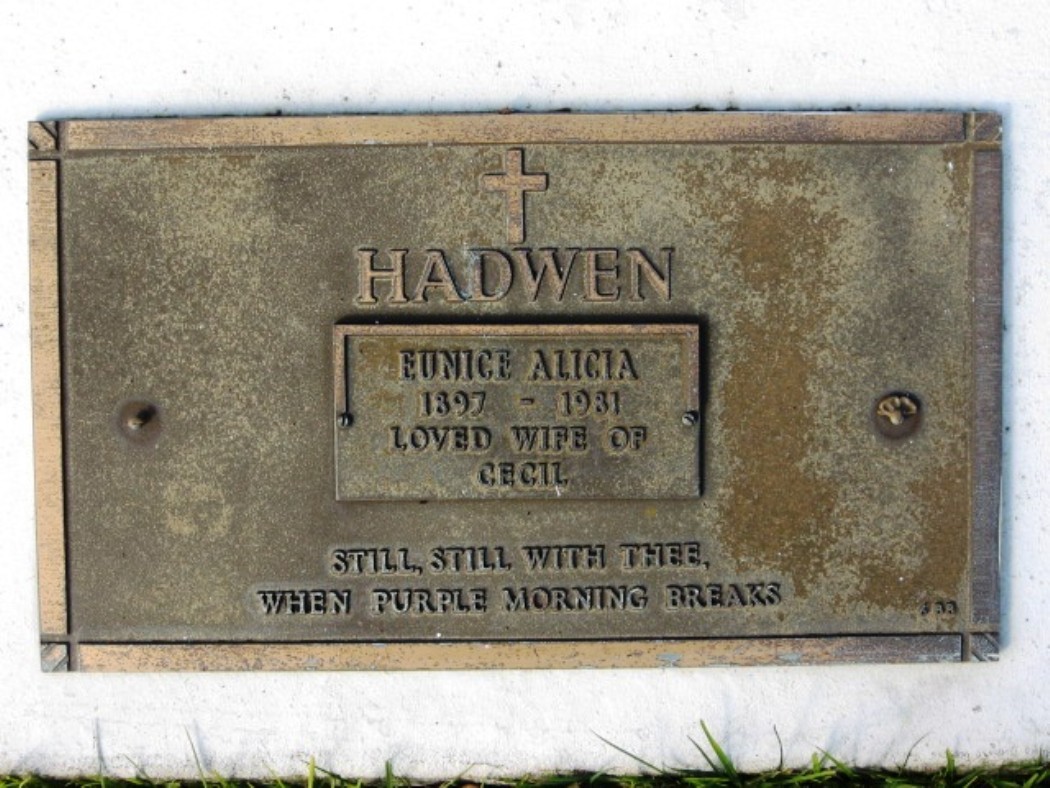 HADWEN
EUNICE ALICIA
1897 - 1981
LOVED WIFE OF
CECIL
STILL, STILL WITH THEE,
WHEN PURPLE MORNING BREAKS